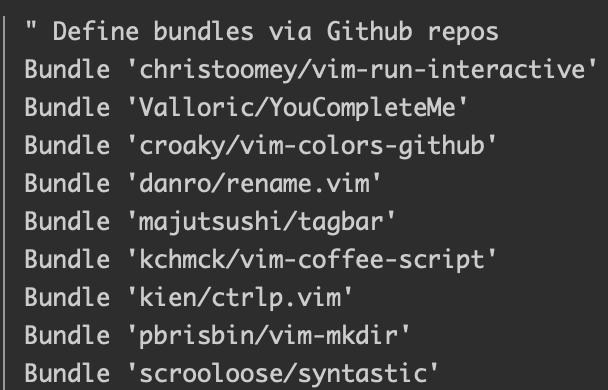 " Define bundles via Github repos
Bundle 'christoomey/vim-run-interactive'
Bundle 'Valloric/YouCompleteMe'
Bundle 'croaky/vim-colors-github'
Bundle 'danro/rename.vim'
Bundle 'majutsushi/tagbar'
Bundle 'kchmck/vim-coffee-script'
Bundle 'kien/ctrlp.vim'
Bundle 'pbrisbin/vim-mkdir'
Bundle 'scrooloose/syntastic'